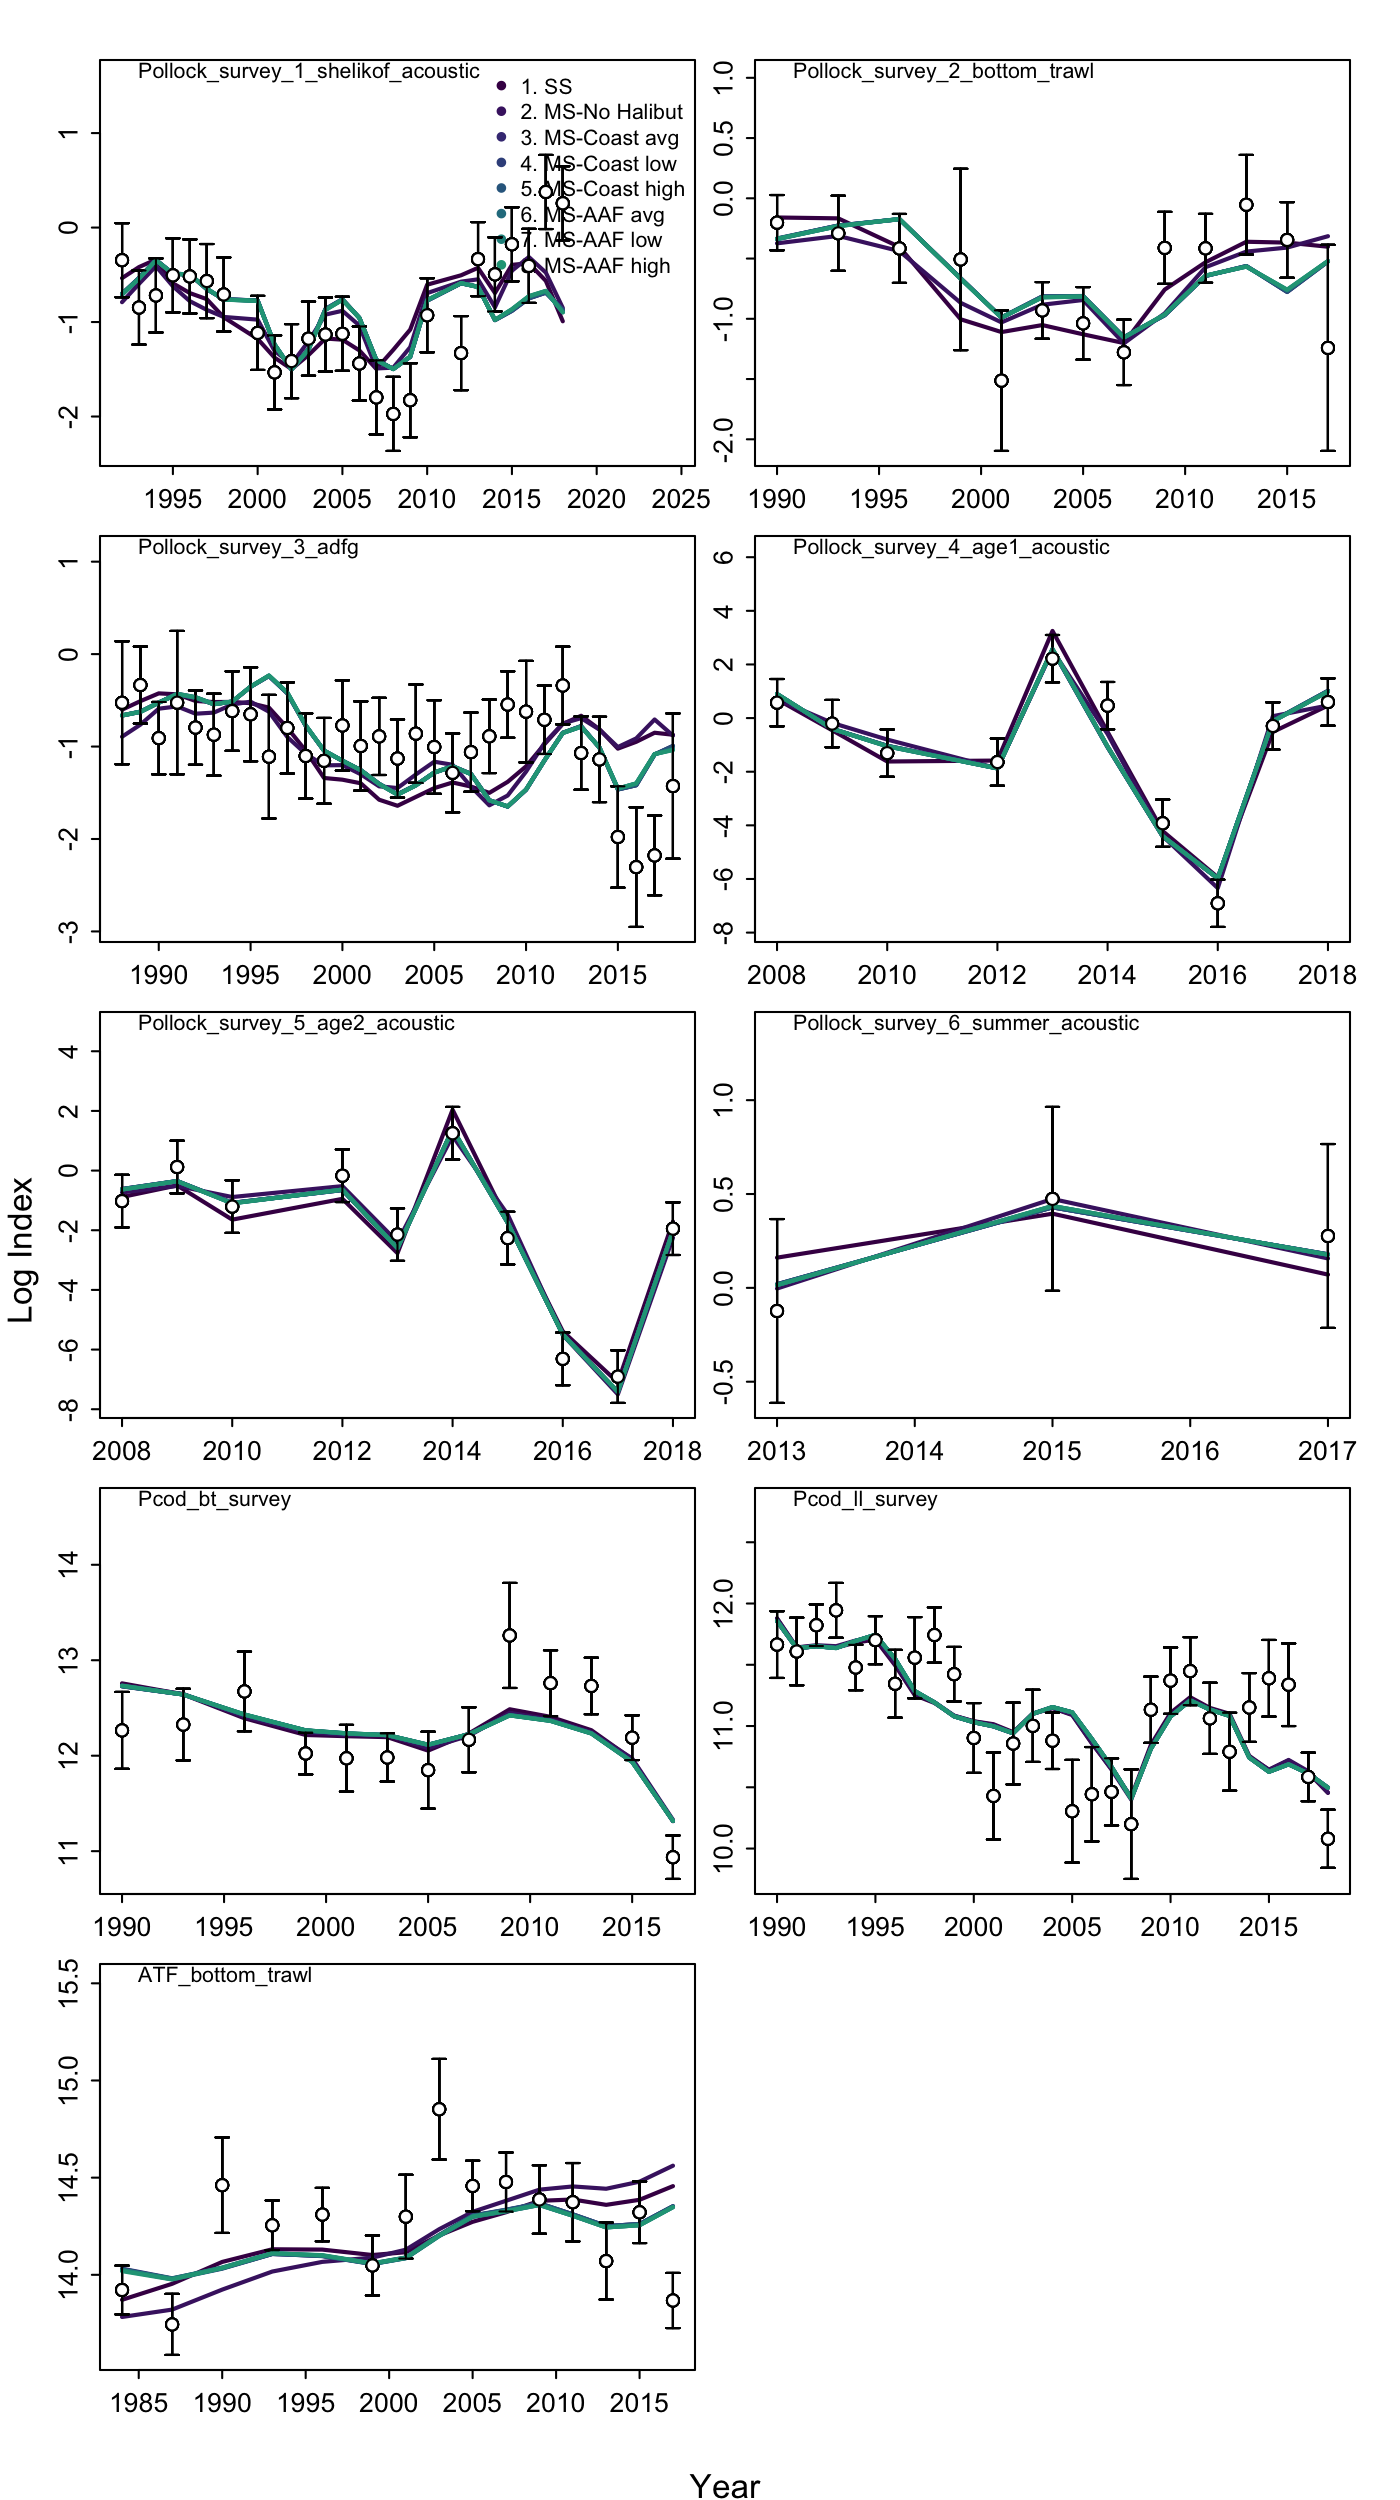 Pollock_survey_1_shelikof_acoustic
1. SS
2. MS-No Halibut
3. MS-Coast avg
4. MS-Coast low
5. MS-Coast high
6. MS-AAF avg
7. MS-AAF low
8. MS-AAF high
1
0
-1
-2
1995 2000 2005 2010 2015 2020 2025
Pollock_survey_2_bottom_trawl
1.0
0.5
0.0
-1.0
-2.0
1990 1995 2000 2005 2010 2015
Pollock_survey_3_adfg
1
0
-1
-2
-3
1990 1995 2000 2005 2010 2015
Pollock_survey_4_age1_acoustic
6
4
2
0
-2
-4
-6
-8
2008 2010 2012 2014 2016 2018
Pollock_survey_5_age2_acoustic
4
2
0
-2
-4
-6
-8
2008 2010 2012 2014 2016 2018
Pollock_survey_6_summer_acoustic
1.0
0.5
0.0
-0.5
2013 2014 2015 2016 2017
Log Index
Pcod_bt_survey
14
13
12
11
1990 1995 2000 2005 2010 2015
Pcod_ll_survey
12.0
11.0
10.0
1990 1995 2000 2005 2010 2015
ATF_bottom_trawl
15.5
15.0
14.5
14.0
1985 1990 1995 2000 2005 2010 2015
Year